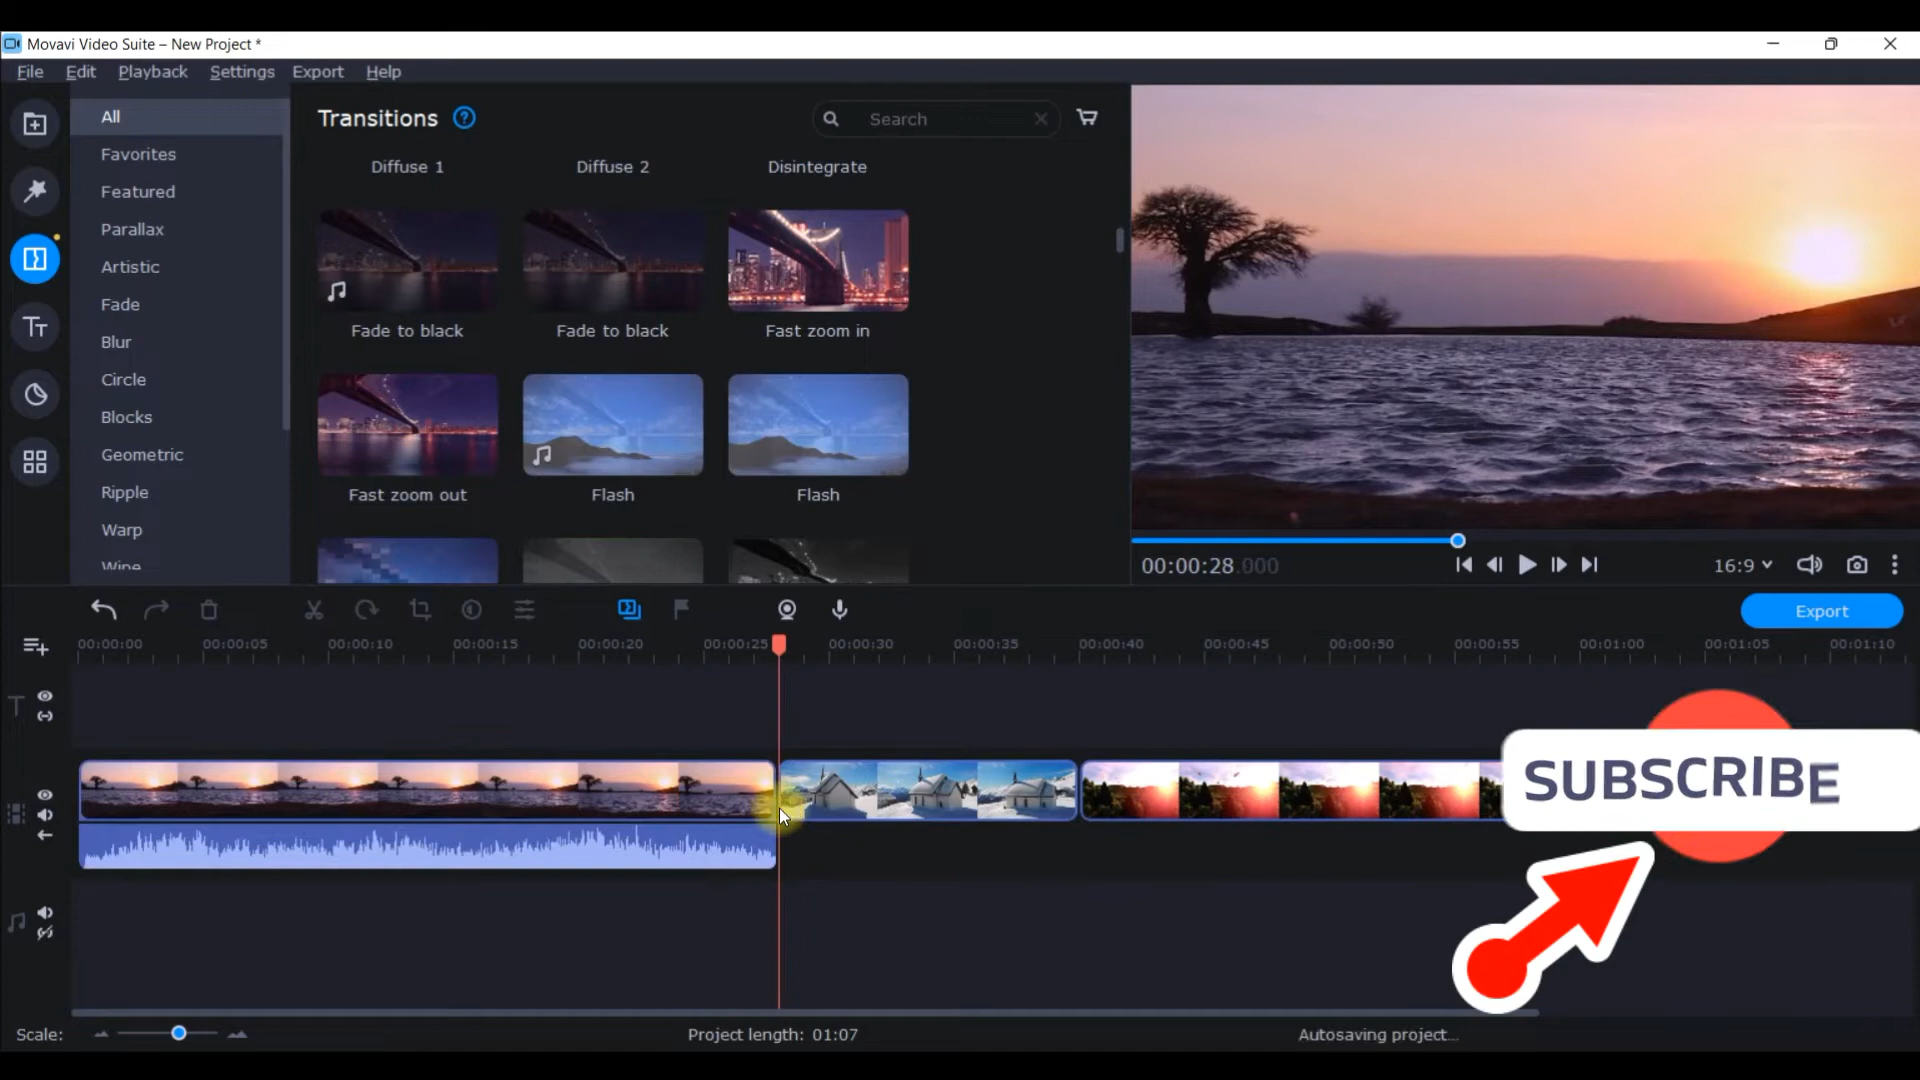 Movavi Video Suite – New Project *
File Edit Playback Settings Export Help
All
Favorites
Featured
Parallax
Artistic
Fade
Blur
Circle
Blocks
Geometric
Ripple
Warp
Wipe
Transitions ?
Search
Diffuse 1 Diffuse 2 Disintegrate
Fade to black Fade to black Fast zoom in
Fast zoom out Flash Flash
00:00:28.000
16:9
Export
00:00:00 00:00:05 00:00:10 00:00:15 00:00:20 00:00:25 00:00:30 00:00:35 00:00:40 00:00:45 00:00:50 00:00:55 00:01:00 00:01:05 00:01:10
SUBSCRIBE
Scale:
Project length: 01:07
Autosaving project...